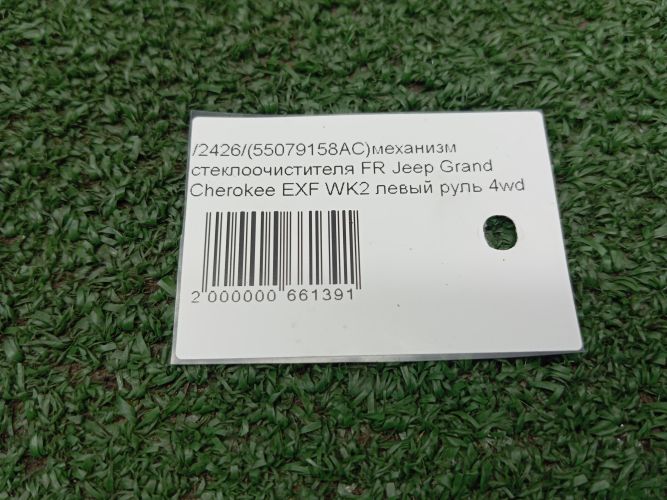 /2426/(55079158AC)механизм
стеклоочистителя FR Jeep Grand
Cherokee EXF WK2 левый руль 4wd
2 000000 661391